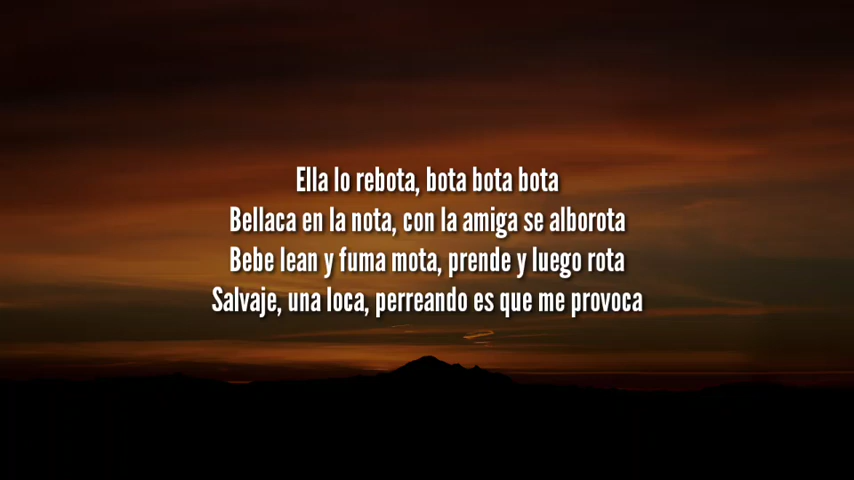 Ella lo rebota, bota bota bota
Bellaca en la nota, con la amiga se alborota
Bebe lean y fuma mota, prende y luego rota
Salvaje, una loca, perreando es que me provoca